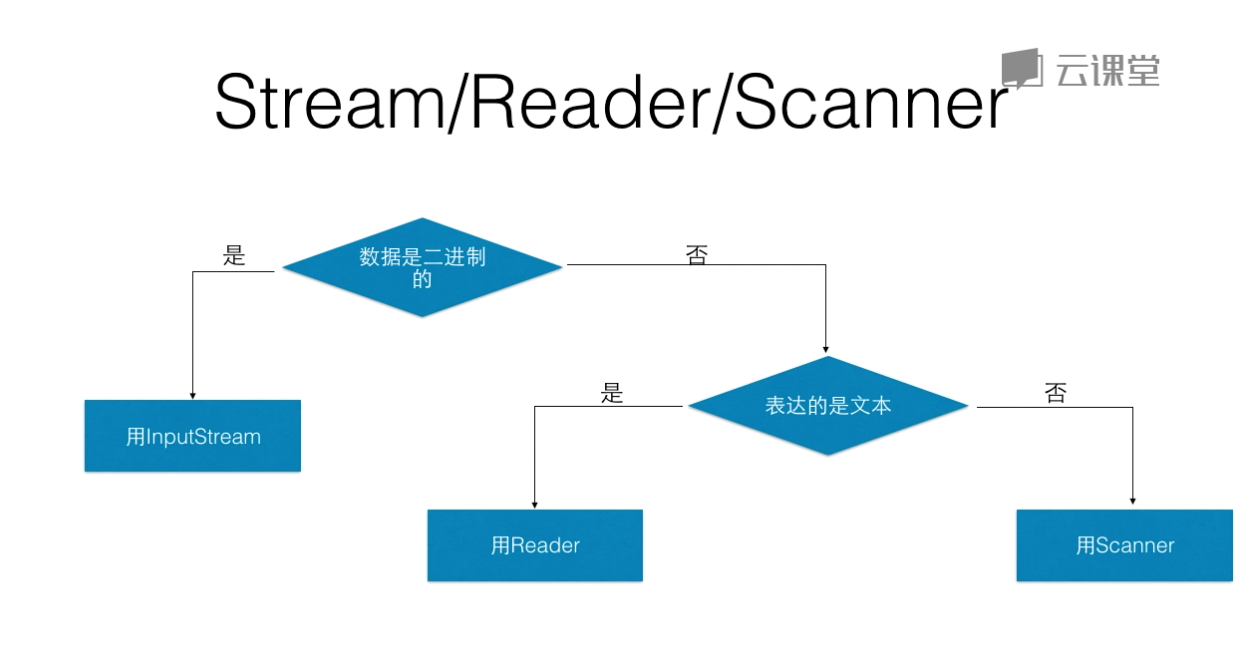 云课堂
Stream/Reader/Scanner
是
数据是二进制
的
否
是
表达的是文本
否
用InputStream
用Reader
用Scanner